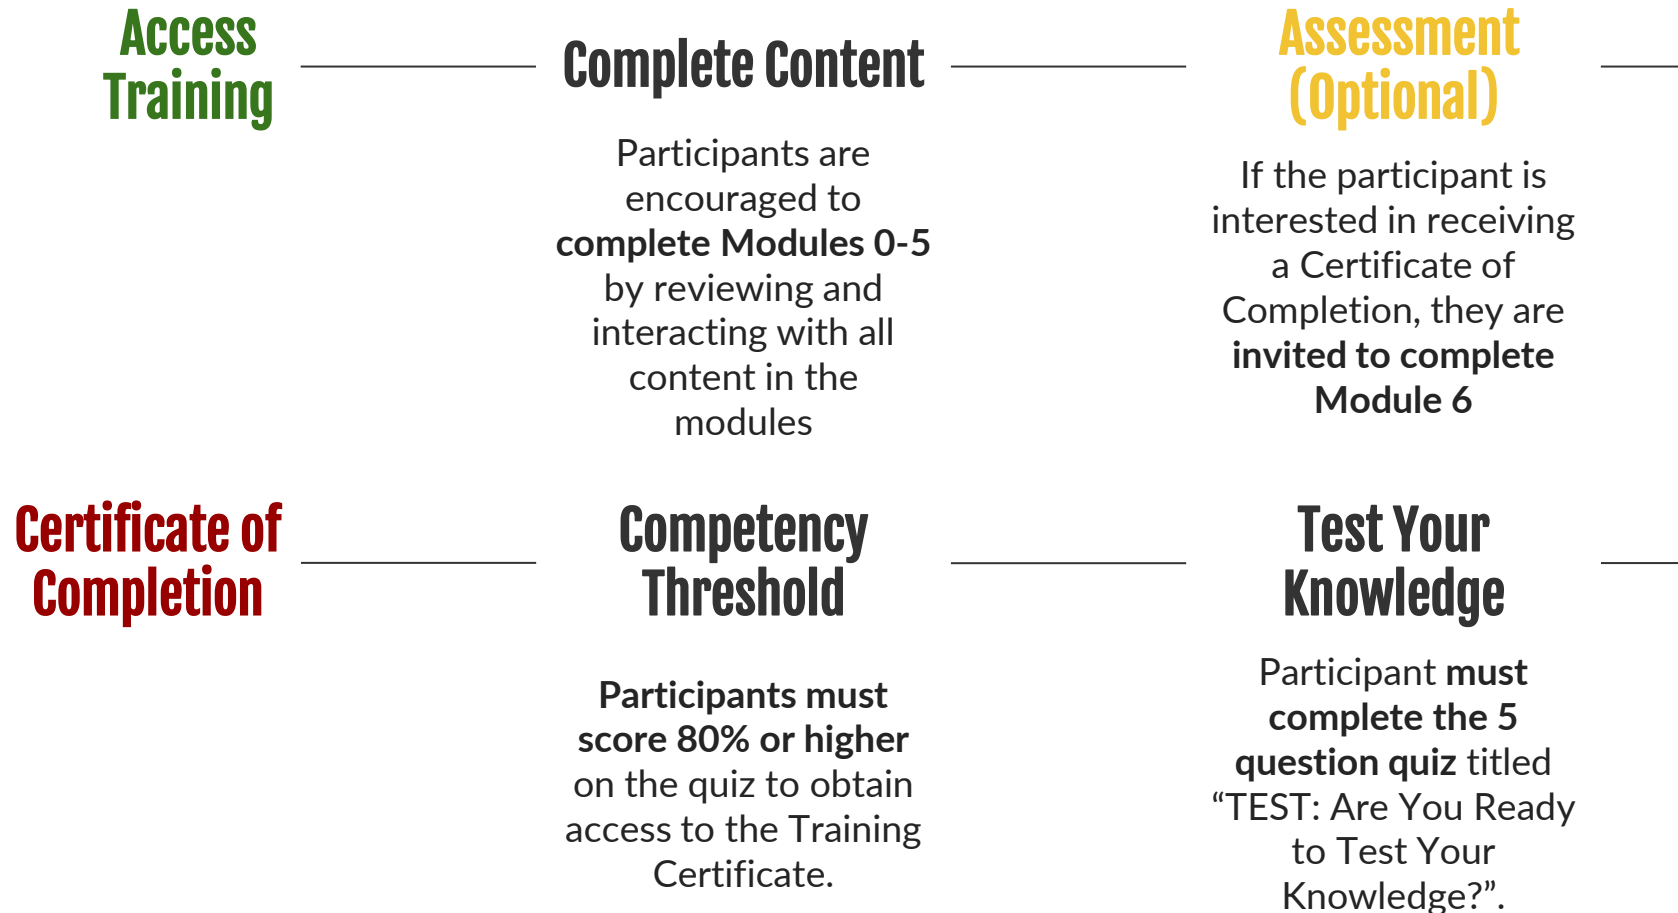 Access
Training
Complete Content
Participants are
encouraged to
complete Modules 0-5
by reviewing and
interacting with all
content in the
modules
Assessment
(Optional)
If the participant is
interested in receiving
a Certificate of
Completion, they are
invited to complete
Module 6
Certificate of
Completion
Competency
Threshold
Participants must
score 80% or higher
on the quiz to obtain
access to the Training
Certificate.
Test Your
Knowledge
Participant must
complete the 5
question quiz titled
“TEST: Are You Ready
to Test Your
Knowledge?”.